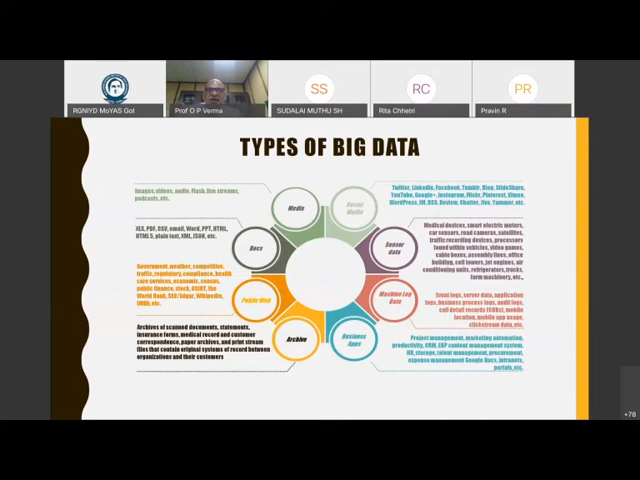 SS
RC
PR
RGNIYD MoYAS GoI
Prof O P Verma
SUDALAI MUTHU SH
Rita Chhetri
Pravin R
TYPES OF BIG DATA
Images, videos, audio, Flash, live streams,
podcasts, etc.
Media
Social
Media
Twitter, LinkedIn, Facebook, Tumblr, Blog, SlideShare,
YouTube, Google+, Instagram, Flickr, Pinterest, Vimeo,
WordPress, IM, RSS, Review, Chatter, Jive, Yammer, etc.
XLS, PDF, CSV, email, Word, PPT, HTML,
HTML 5, plain text, XML, JSON, etc.
Docs
Sensor
data
Medical devices, smart electric meters,
car sensors, road cameras, satellites,
traffic recording devices, processors
found within vehicles, video games,
cable boxes, assembly lines, office
building, cell towers, jet engines, air
conditioning units, refrigerators, trucks,
farm machinery, etc.,
Government, weather, competitive,
traffic, regulatory, compliance, health
care services, economic, census,
public finance, stock, OSINT, the
World Bank, SEC/Edgar, Wikipedia,
IMDb, etc.
Public Web
Machine Log
Data
Event logs, server data, application
logs, business process logs, audit logs,
call detail records (CDRs), mobile
location, mobile app usage,
clickstream data, etc.
Archives of scanned documents, statements,
insurance forms, medical record and customer
correspondence, paper archives, and print stream
files that contain original systems of record between
organizations and their customers
Archive
Business
Apps
Project management, marketing automation,
productivity, CRM, ERP content management system,
HR, storage, talent management, procurement,
expense management Google Docs, intranets,
portals, etc.
+78